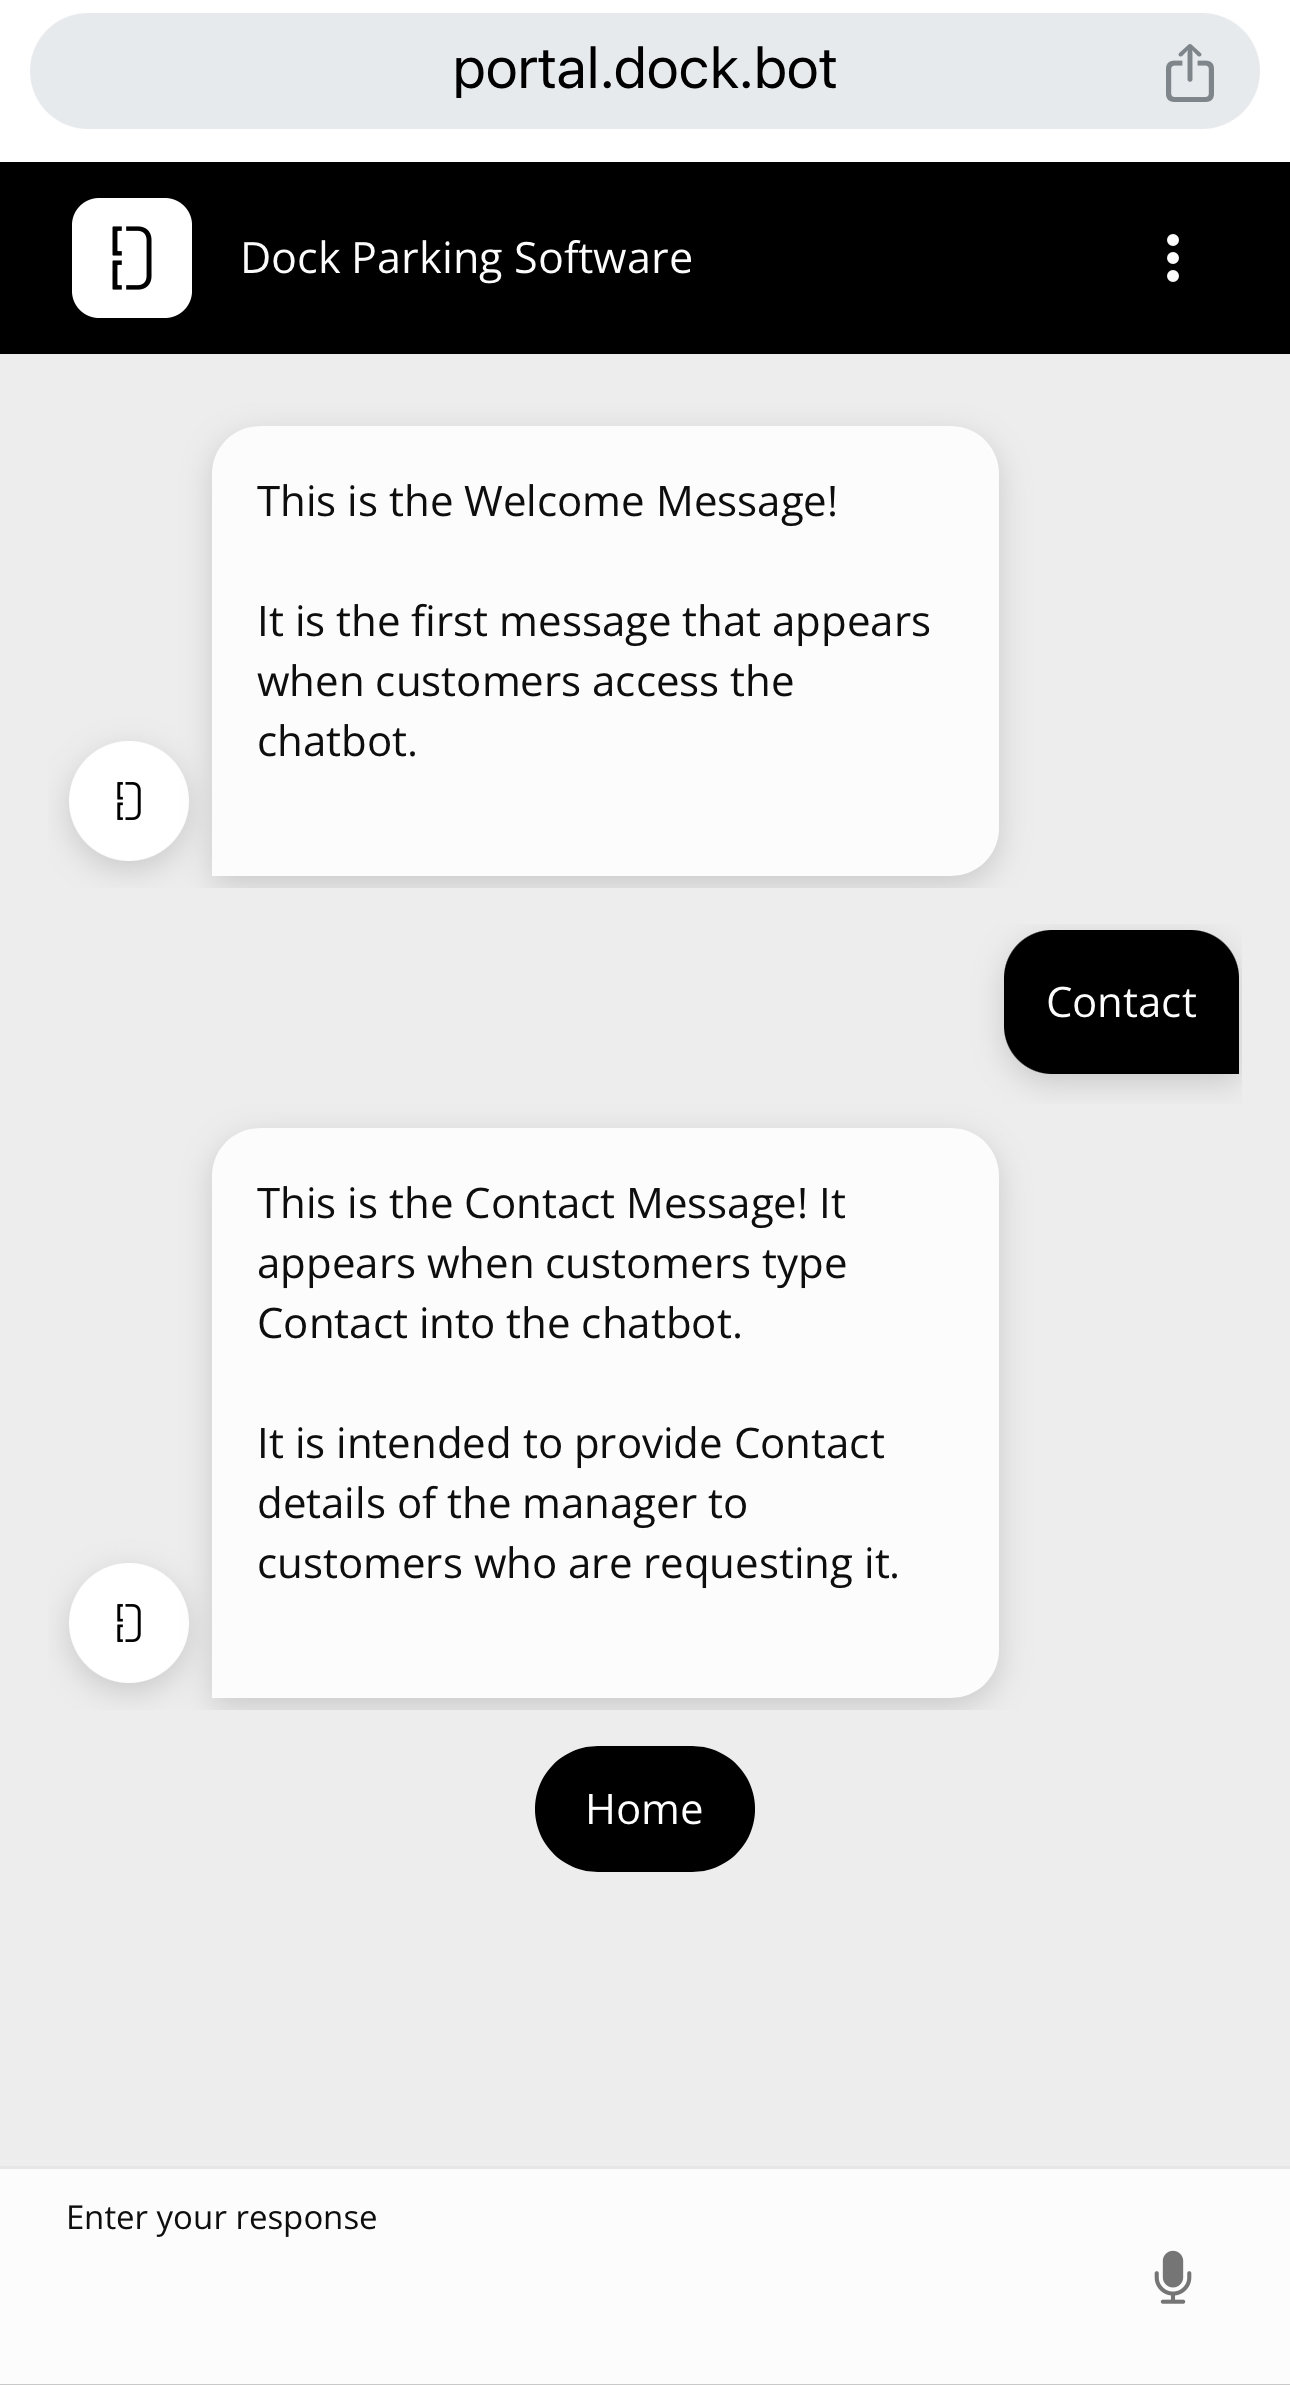 portal.dock.bot
Dock Parking Software
This is the Welcome Message!
It is the first message that appears
when customers access the
chatbot.
Contact
This is the Contact Message! It
appears when customers type
Contact into the chatbot.
It is intended to provide Contact
details of the manager to
customers who are requesting it.
Home
Enter your response